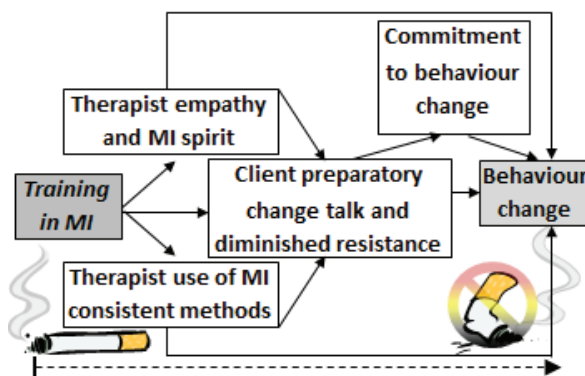 Commitment
to behaviour
change
Therapist empathy
and MI spirit
Training
in MI
Client preparatory
change talk and
diminished resistance
Behaviour
change
Therapist use of MI
consistent methods